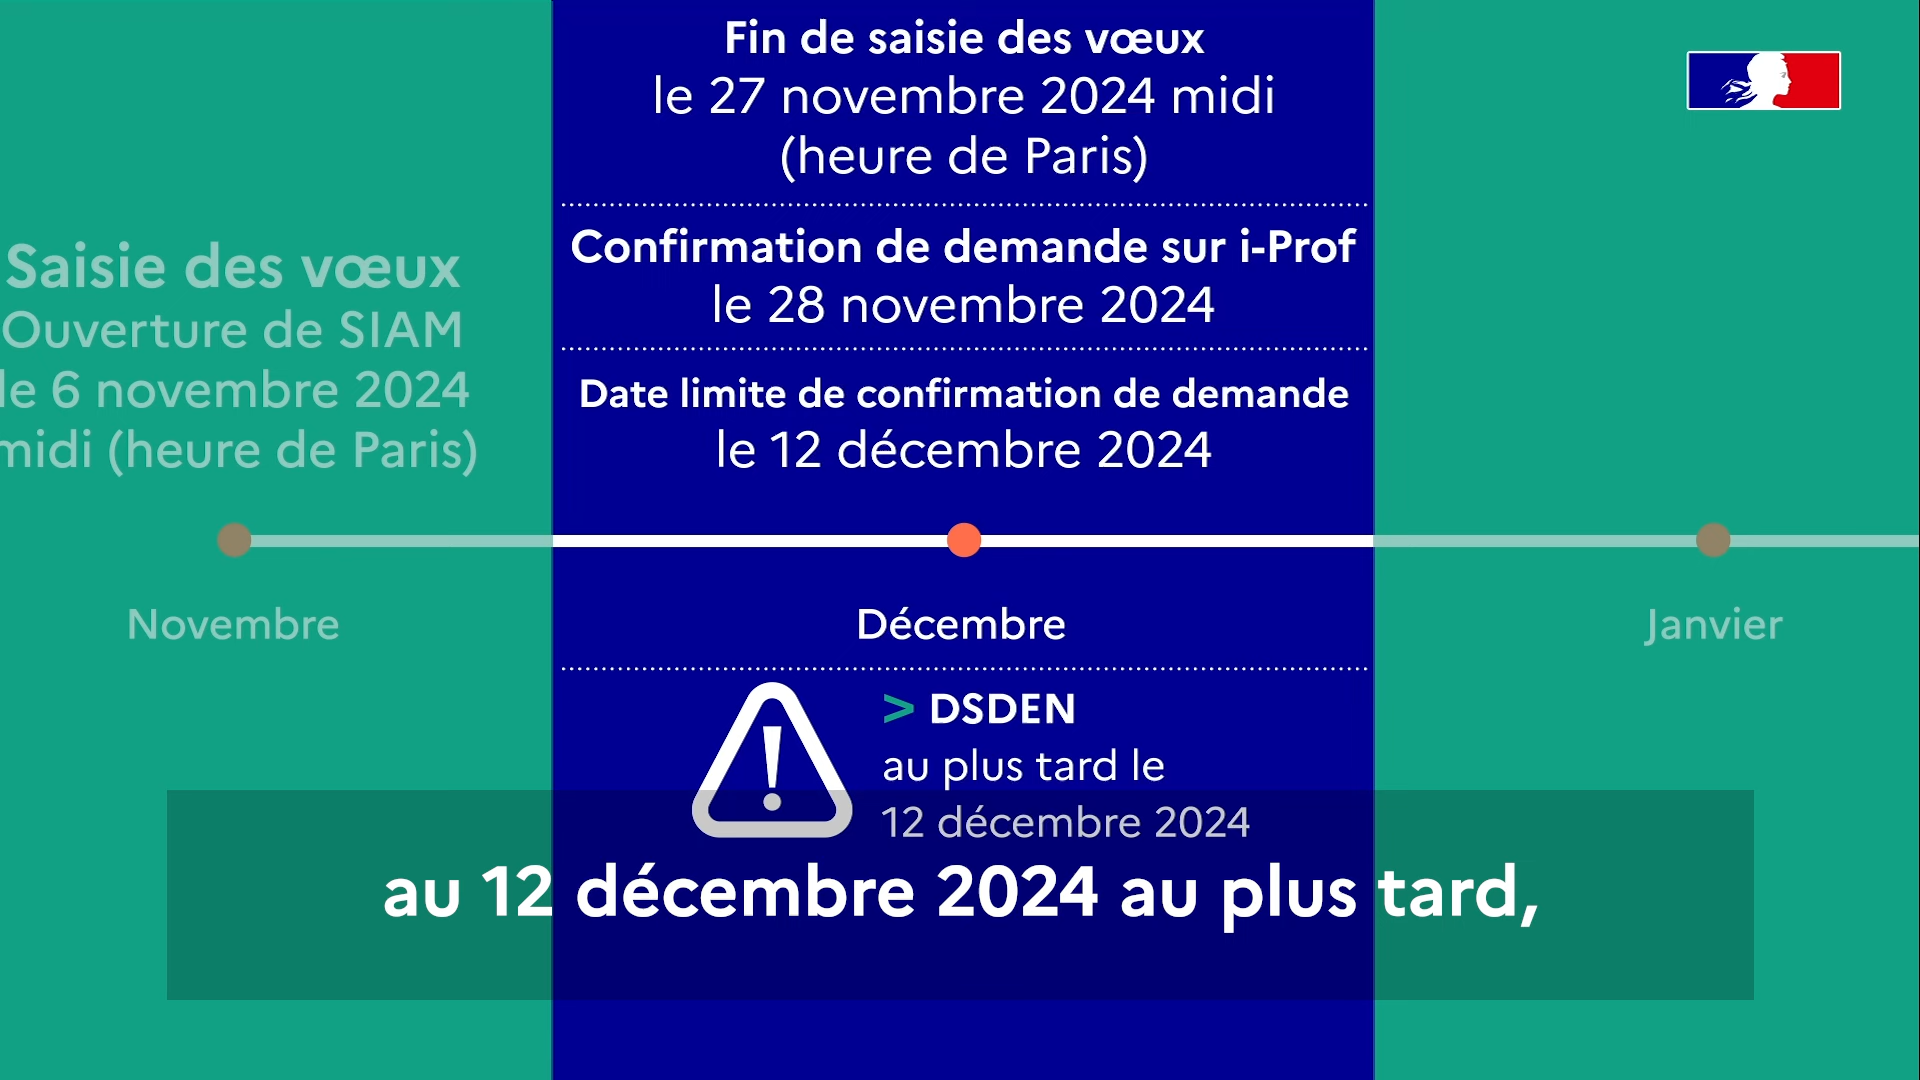 Fin de saisie des vœux
le 27 novembre 2024 midi
(heure de Paris)
Confirmation de demande sur i-Prof
le 28 novembre 2024
Date limite de confirmation de demande
le 12 décembre 2024
Saisie des vœux
Ouverture de SIAM
le 6 novembre 2024
midi (heure de Paris)
Novembre
Décembre
Janvier
> DSDEN
au plus tard le
12 décembre 2024
au 12 décembre 2024 au plus tard,